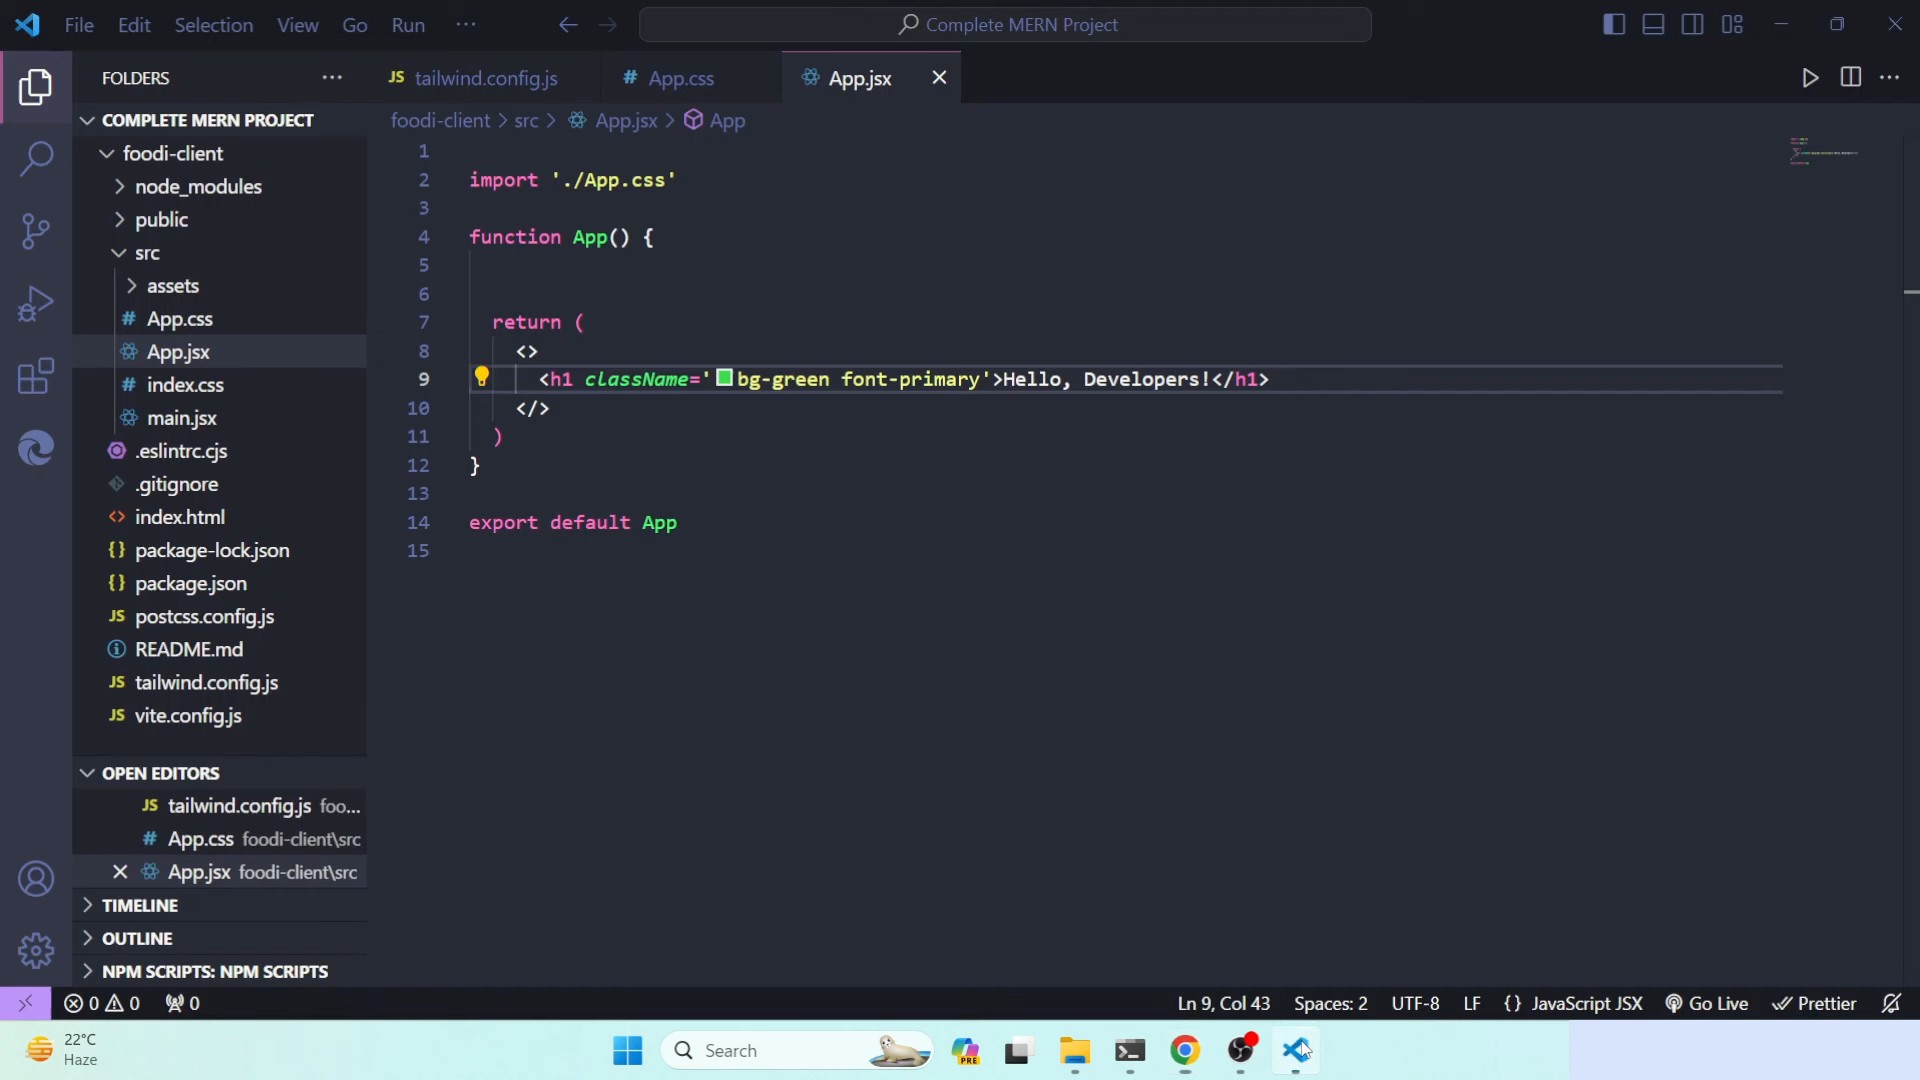 File Edit Selection View Go Run ··· Complete MERN Project
FOLDERS ···
JS tailwind.config.js # App.css App.jsx
foodi-client > src > App.jsx > App
COMPLETE MERN PROJECT
foodi-client
node_modules
public
src
assets
# App.css
App.jsx
# index.css
main.jsx
.eslintrc.cjs
.gitignore
<> index.html
{} package-lock.json
{} package.json
JS postcss.config.js
README.md
JS tailwind.config.js
JS vite.config.js
OPEN EDITORS
JS tailwind.config.js foo...
# App.css foodi-client\src
App.jsx foodi-client\src
TIMELINE
OUTLINE
NPM SCRIPTS: NPM SCRIPTS
1
2 import './App.css'
3
4 function App() {
5
6
7 return (
8 <>
9 <h1 className='bg-green font-primary'>Hello, Developers!</h1>
10 </>
11 )
12 }
13
14 export default App
15
0 0 0 Ln 9, Col 43 Spaces: 2 UTF-8 LF {} JavaScript JSX Go Live Prettier
22°C
Haze
Search
PRE